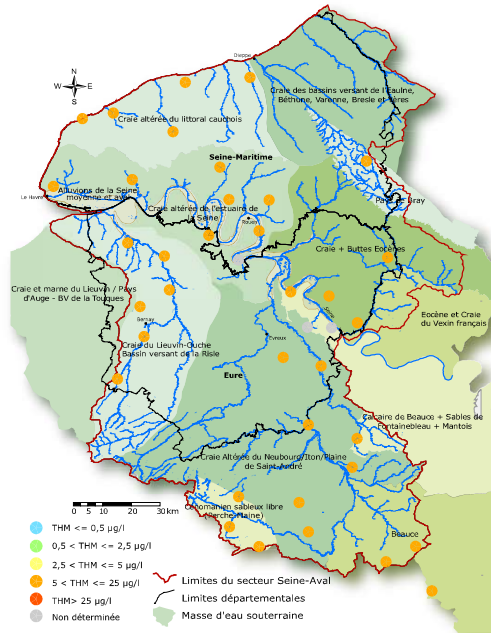 Dieppe
N
W E
S
Craie des bassins versant de l'Eaulne,
Béthune, Varenne, Bresle et Yères
Craie altérée du littoral cauchois
Seine-Maritime
Le Havre
Alluvions de la Seine
moyenne et aval
Pays de Bray
Craie altérée de l'estuaire de
la Seine
Rouen
Craie + Buttes Eocènes
Craie et marne du Lieuvin / Pays
d'Auge - BV de la Touques
Seine
Eocène et Craie
du Vexin français
Bernay
Craie du Lieuvin-Ouche
Bassin versant de la Risle
Evreux
Eure
Calcaire de Beauce + Sables de
Fontainebleau + Mantois
Craie Altérée du Neubourg/Iton/Plaine
de Saint-André
Cénomanien sableux libre
(Perche/Maine)
Beauce
0 10 20 30 km
THM <= 0,5 µg/l
0,5 < THM <= 2,5 µg/l
2,5 < THM <= 5 µg/l
5 < THM <= 25 µg/l
THM> 25 µg/l
Non déterminée
Limites du secteur Seine-Aval
Limites départementales
Masse d'eau souterraine